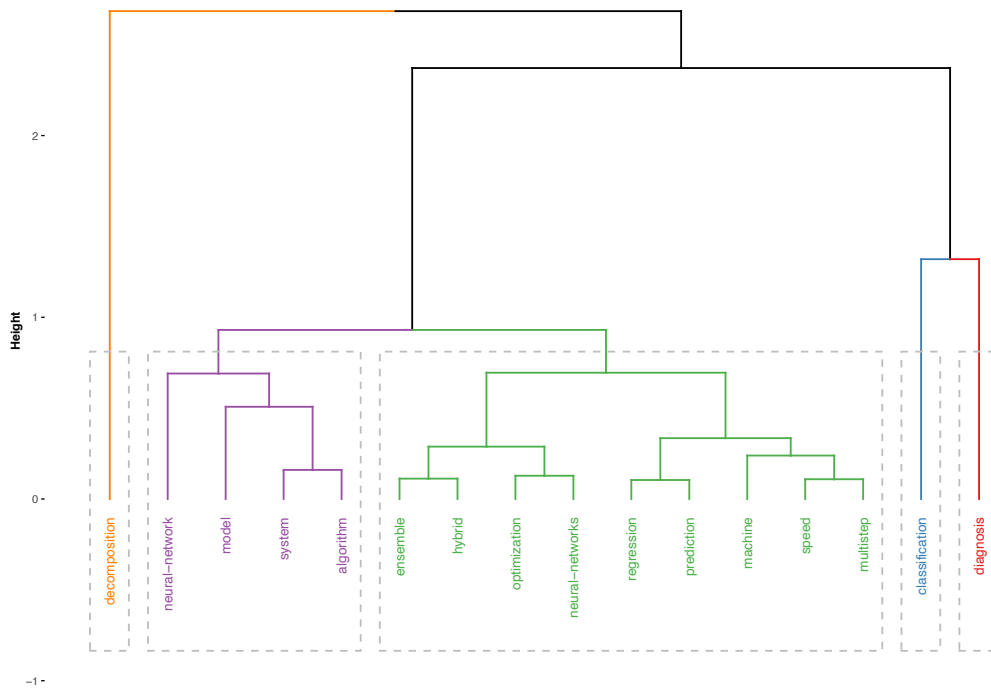 2
1
0
−1
Height
decomposition
neural−network
model
system
algorithm
ensemble
hybrid
optimization
neural−networks
regression
prediction
machine
speed
multistep
classification
diagnosis